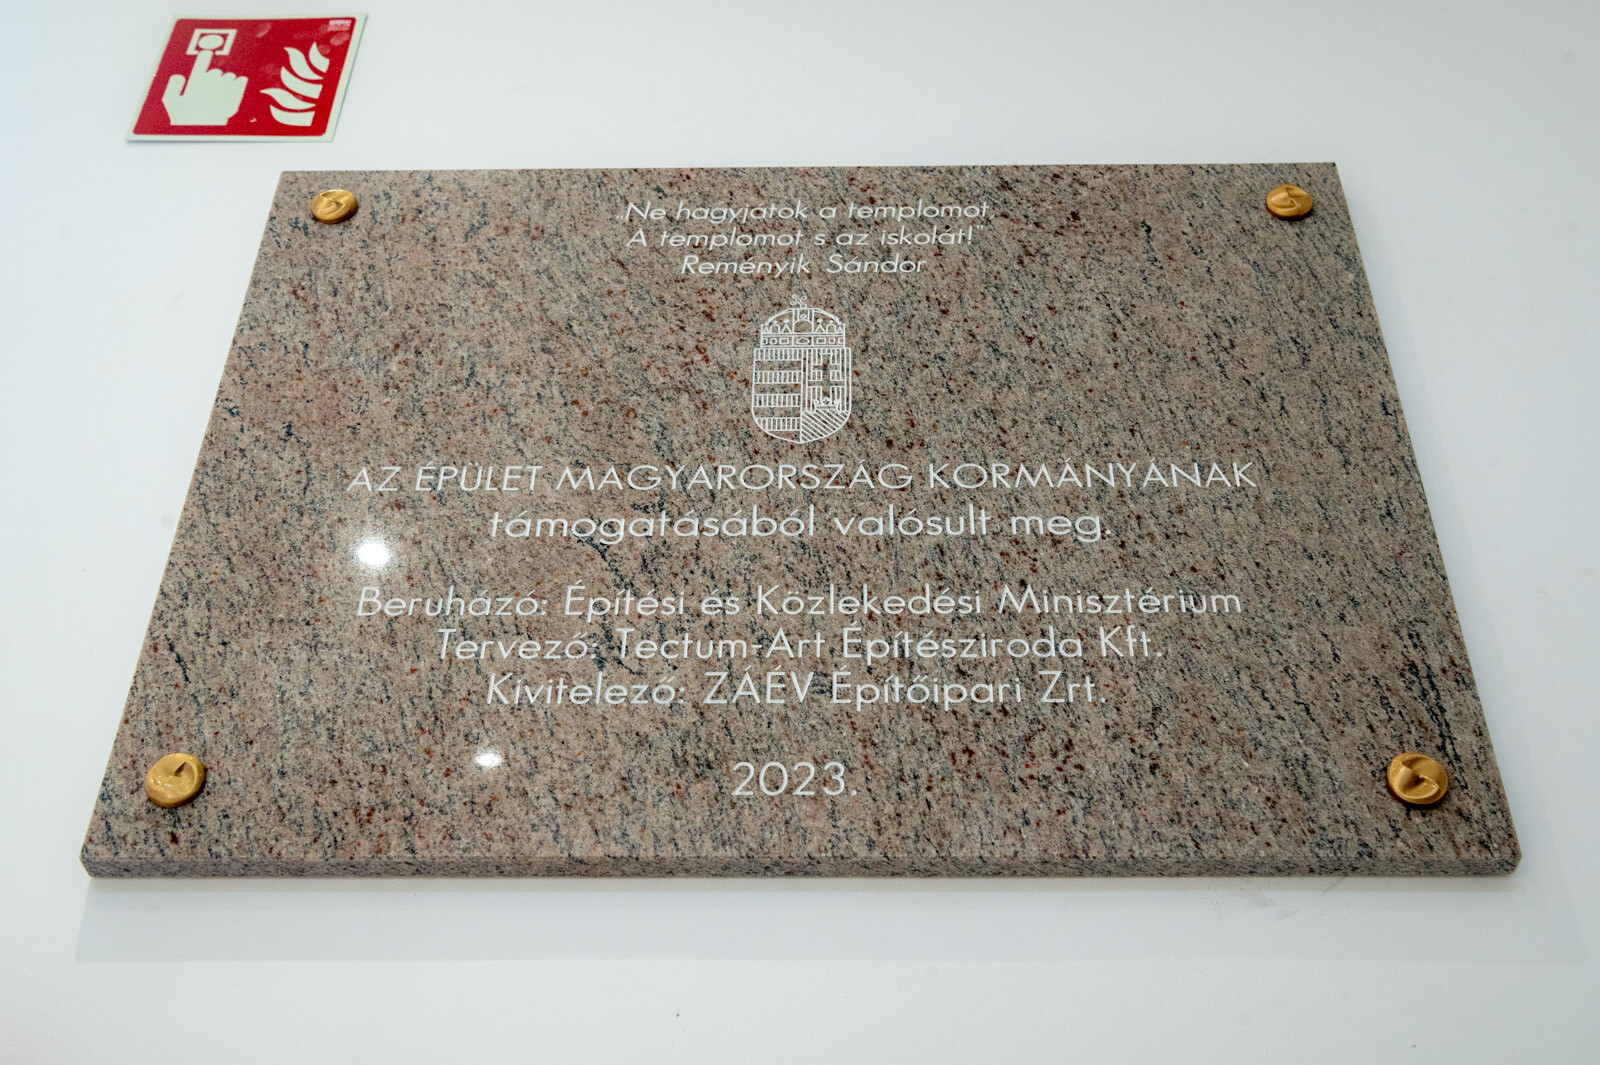 „Ne hagyjátok a templomot,
A templomot s az iskolát!"
Reményik Sándor
AZ ÉPÜLET MAGYARORSZÁG KORMÁNYÁNAK
támogatásából valósult meg.
Beruházó: Építési és Közlekedési Minisztérium
Tervező: Tectum-Art Építésziroda Kft.
Kivitelező: ZÁÉV Építőipari Zrt.
2023.